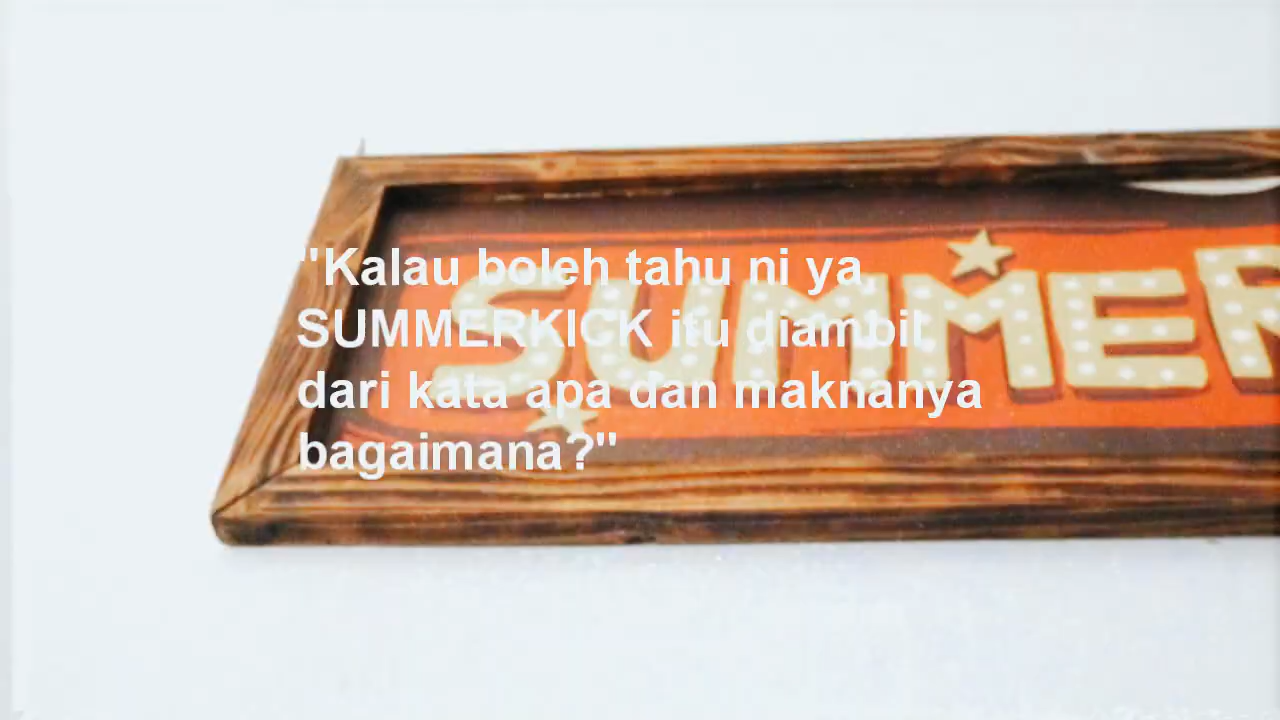 "Kalau boleh tahu ni ya,
SUMMERKICK itu diambil
dari kata apa dan maknanya
bagaimana?"
SUMMER